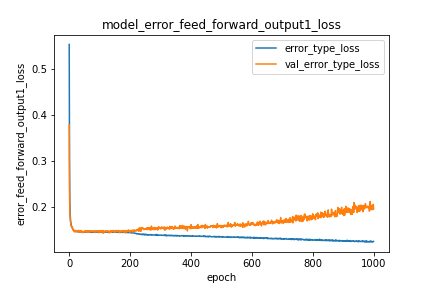 model_error_feed_forward_output1_loss
error_type_loss
val_error_type_loss
error_feed_forward_output1_loss
0.5
0.4
0.3
0.2
0 200 400 600 800 1000
epoch